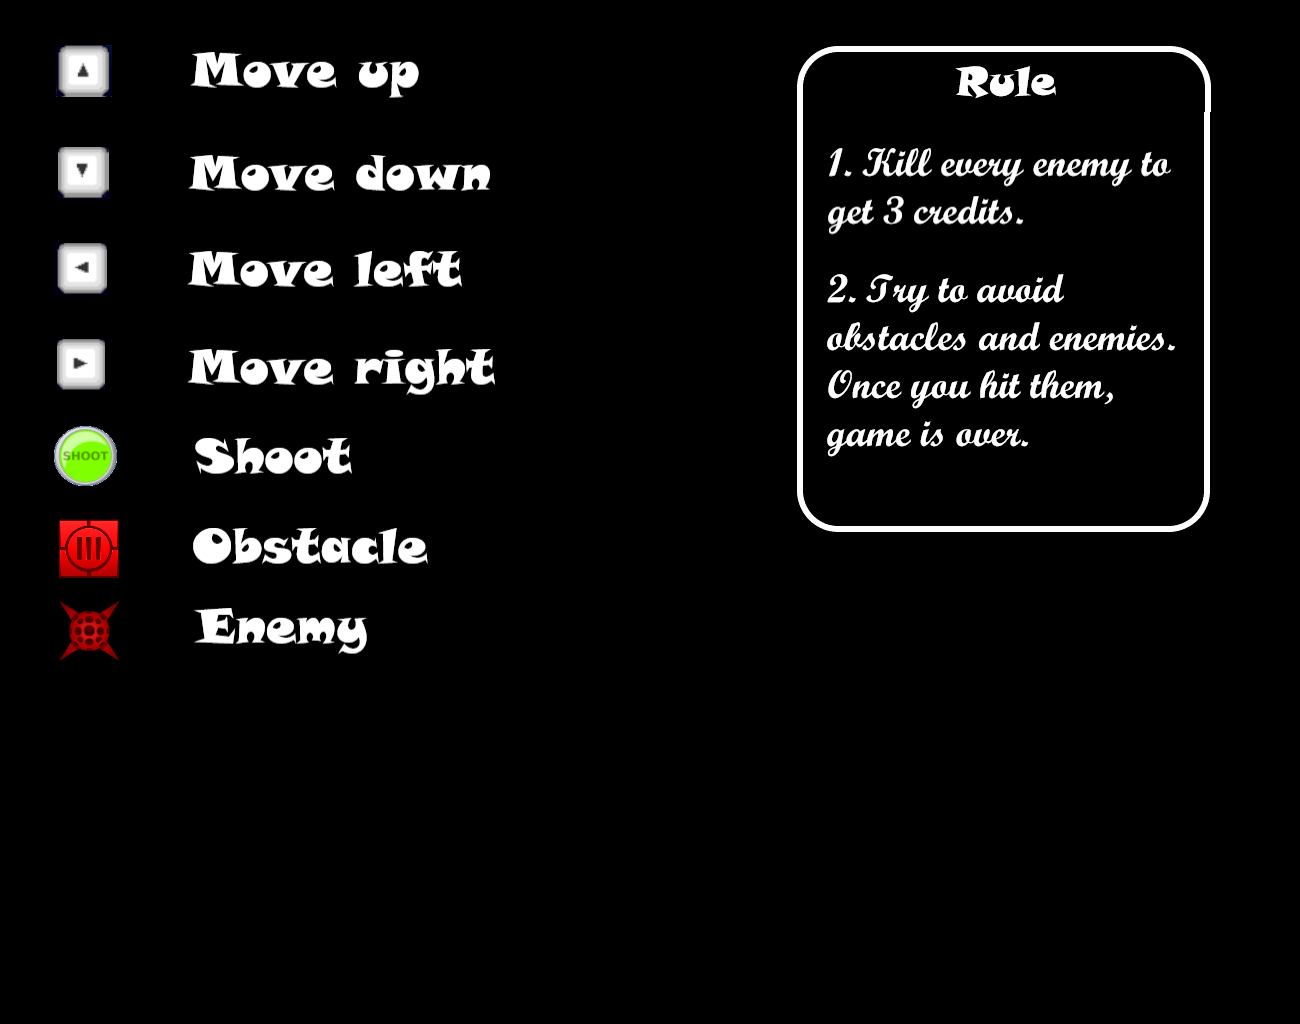 Move up
Move down
Move left
Move right
SHOOT
Shoot
Obstacle
Enemy
Rule
1. Kill every enemy to
get 3 credits.
2. Try to avoid
obstacles and enemies.
Once you hit them,
game is over.